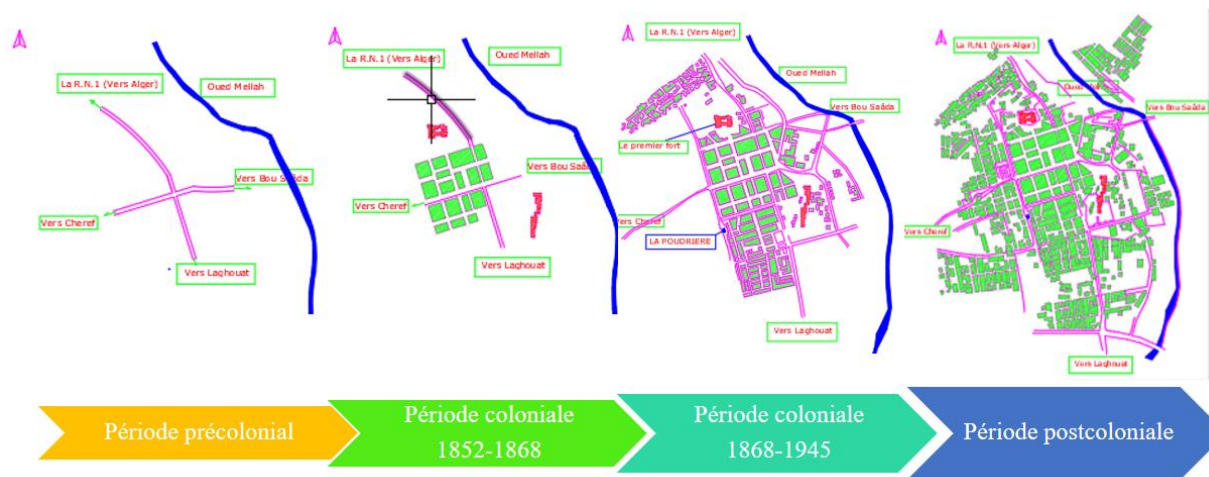 La R.N.1 (Vers Alger)
Oued Mellah
Vers Bou Saâda
Vers Cheref
Vers Laghouat
La R.N.1 (Vers Alger)
Oued Mellah
Vers Bou Saâda
Vers Cheref
Vers Laghouat
La R.N.1 (Vers Alger)
Oued Mellah
Vers Bou Saâda
Le premier fort
Vers Cheref
LA POUDRIERE
Vers Laghouat
La R.N.1 (Vers Alger)
Oued
Vers Bou Saâda
Vers Cheref
Vers Laghouat
Période précolonial
Période coloniale
1852-1868
Période coloniale
1868-1945
Période postcoloniale